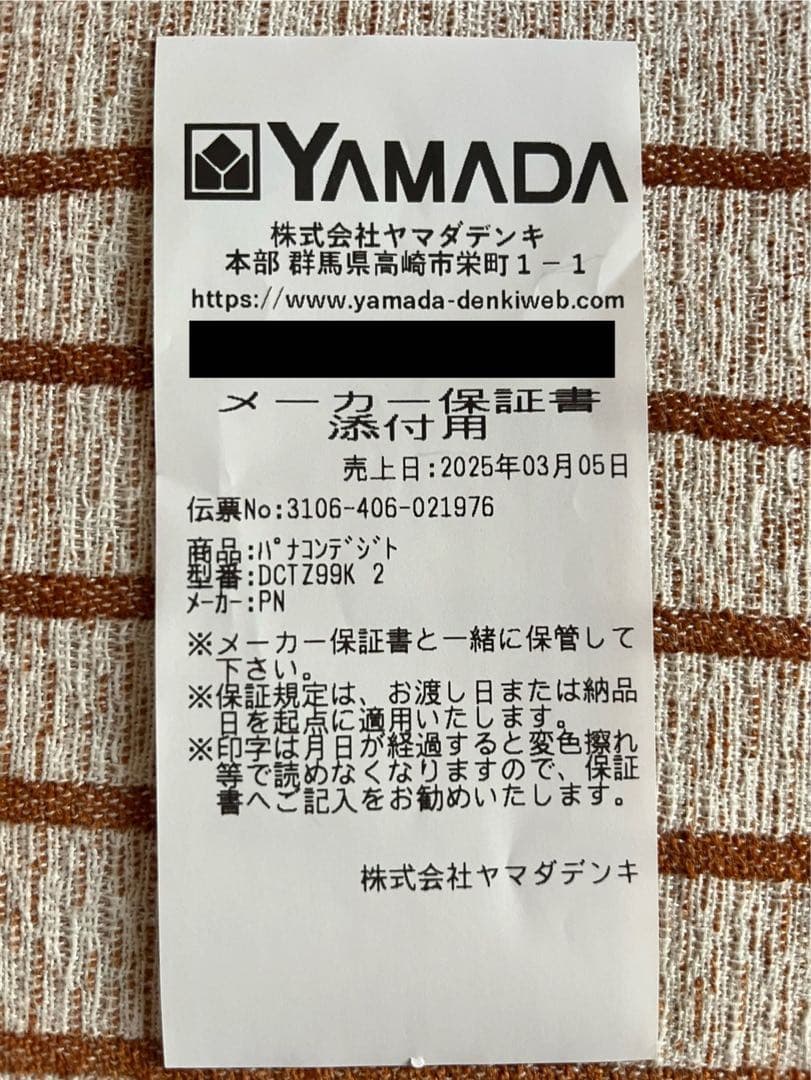 YAMADA
株式会社ヤマダデンキ
本部 群馬県高崎市栄町1－1
https://www.yamada-denkiweb.com
メーカー保証書
添付用
売上日:2025年03月05日
伝票No:3106-406-021976
商品:ﾊﾟﾅｺﾝﾃﾞｼﾞﾄ
型番:DCTZ99K 2
ﾒｰｶｰ:PN
※メーカー保証書と一緒に保管して
下さい。
※保証規定は、お渡し日または納品
日を起点に適用いたします。
※印字は月日が経過すると変色擦れ
等で読めなくなりますので、保証
書へご記入をお勧めいたします。
株式会社ヤマダデンキ